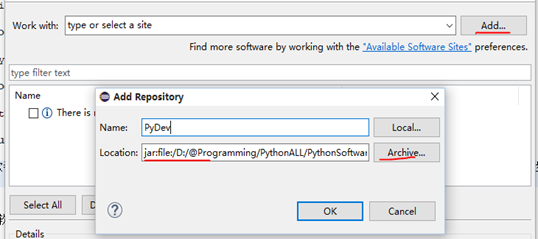 Work with: type or select a site Add...
Find more software by working with the "Available Software Sites" preferences.
type filter text
Name
There is
Add Repository
Name: PyDev Local...
Location: jar:file:/D:/@Programming/PythonALL/PythonSoftwar Archive...
Select All D
OK Cancel
Details